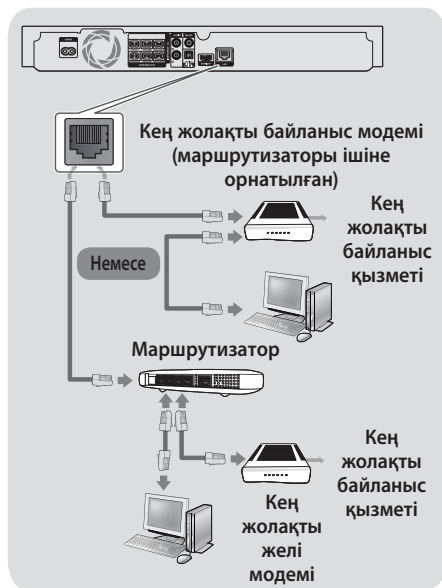 Кең жолақты байланыс модемі
(маршрутизаторы ішіне
орнатылған)
Кең
жолақты
байланыс
қызметі
Немесе
Маршрутизатор
Кең
жолақты
байланыс
қызметі
Кең
жолақты
желі
модемі